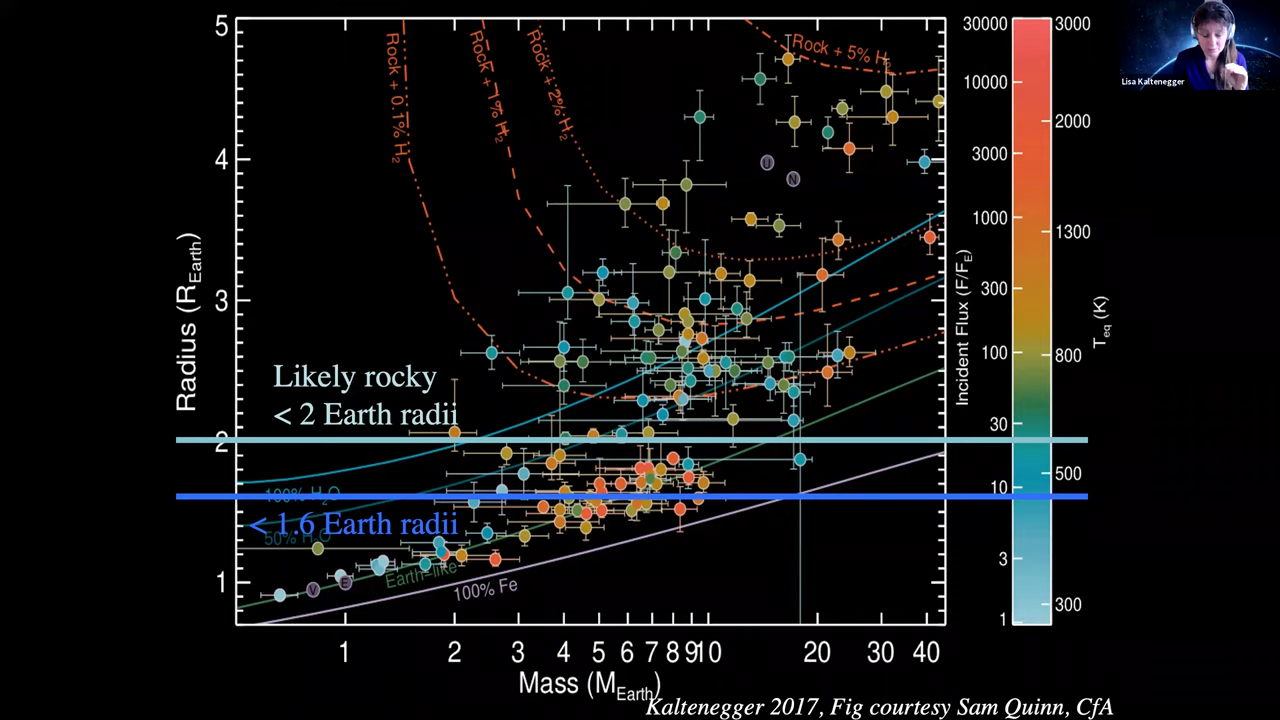 Lisa Kaltenegger
5
4
3
2
1
Radius (R_Earth)
Rock + 0.1% H₂
Rock + 1% H₂
Rock + 2% H₂
Rock + 5% H₂
U
N
Likely rocky
< 2 Earth radii
100% H₂O
< 1.6 Earth radii
50% H₂O
V
E
Earth-like
100% Fe
1 2 3 4 5 6 7 8 9 10 20 30 40
Mass (M_Earth)
30000
10000
3000
1000
300
100
30
10
3
1
Incident Flux (F/F_E)
3000
2000
1300
800
500
300
T_eq (K)
Kaltenegger 2017, Fig courtesy Sam Quinn, CfA